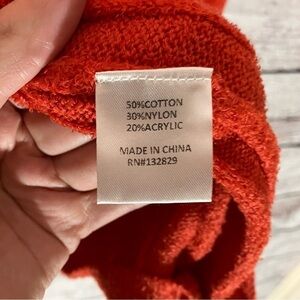 50%COTTON
30%NYLON
20%ACRYLIC
MADE IN CHINA
RN#132829